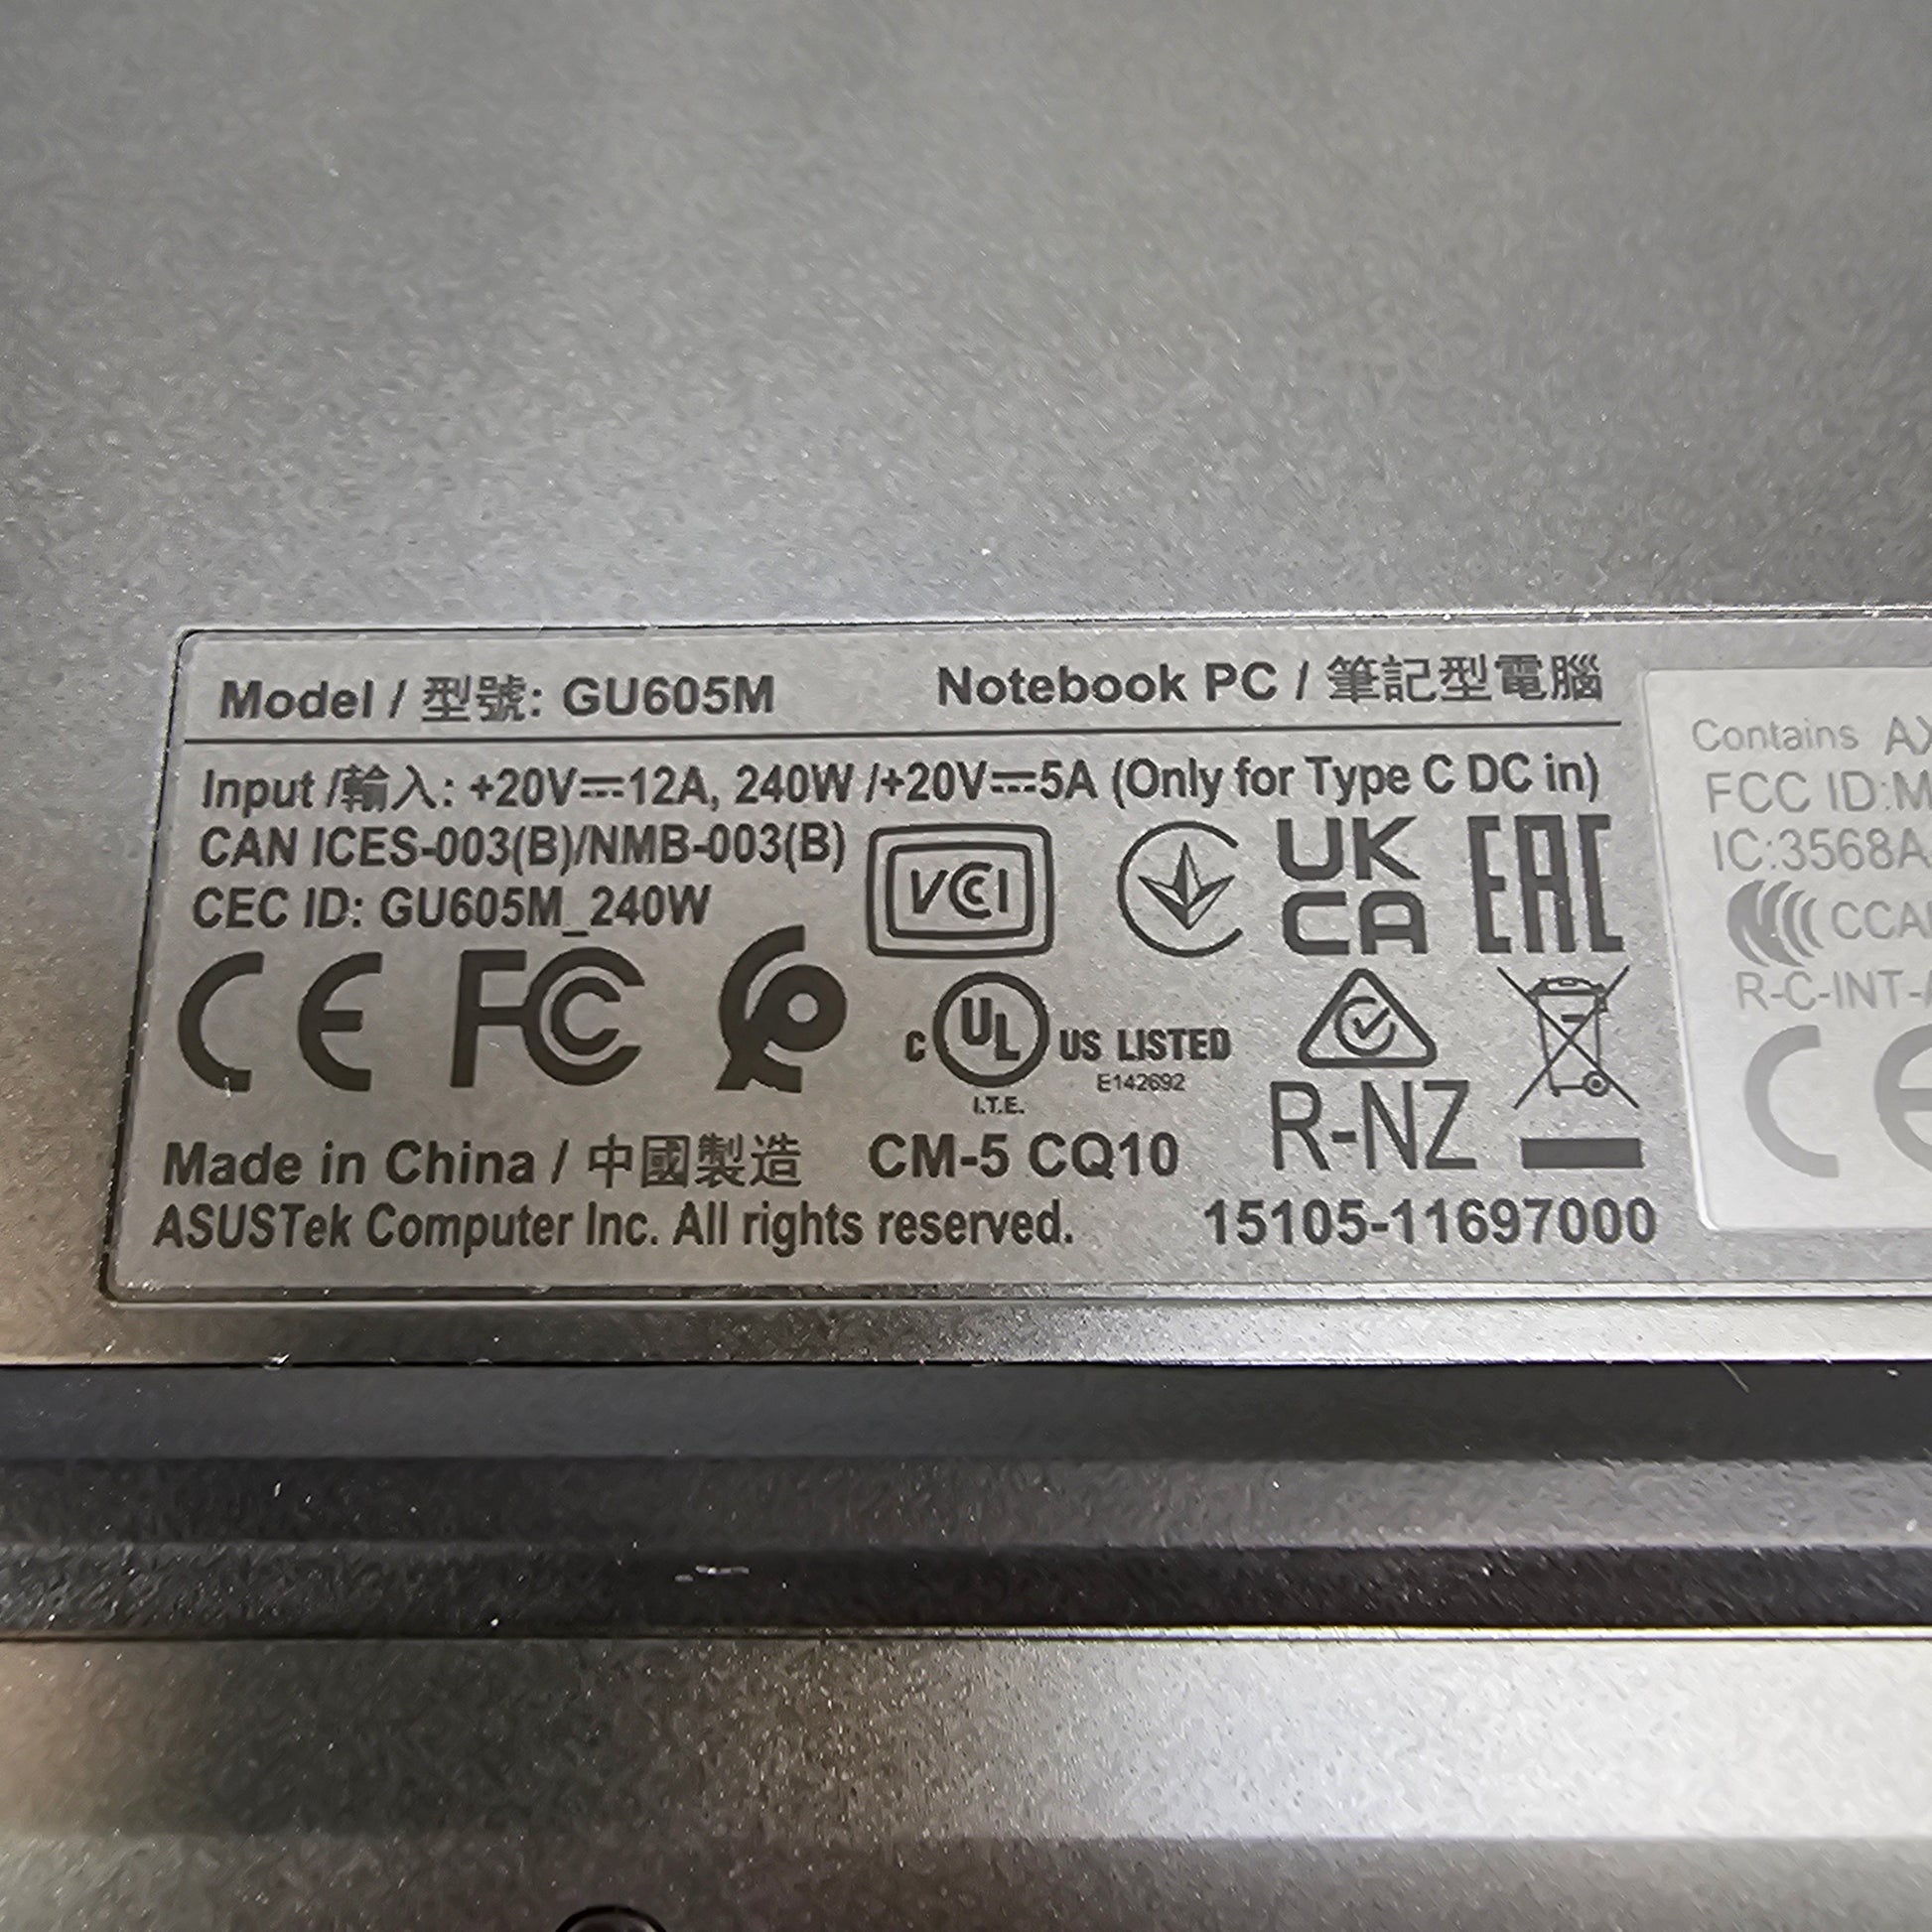 Model / 型號: GU605M Notebook PC / 筆記型電腦
Input /輸入: +20V⎓12A, 240W /+20V⎓5A (Only for Type C DC in)
CAN ICES-003(B)/NMB-003(B)
CEC ID: GU605M_240W
VCCI
UK
CA
EAC
CE FC
C UL US LISTED
E142692
I.T.E.
R-NZ
Made in China / 中國製造 CM-5 CQ10
ASUSTek Computer Inc. All rights reserved. 15105-11697000
Contains
FCC ID:
IC:3568A
R-C-INT-
CE